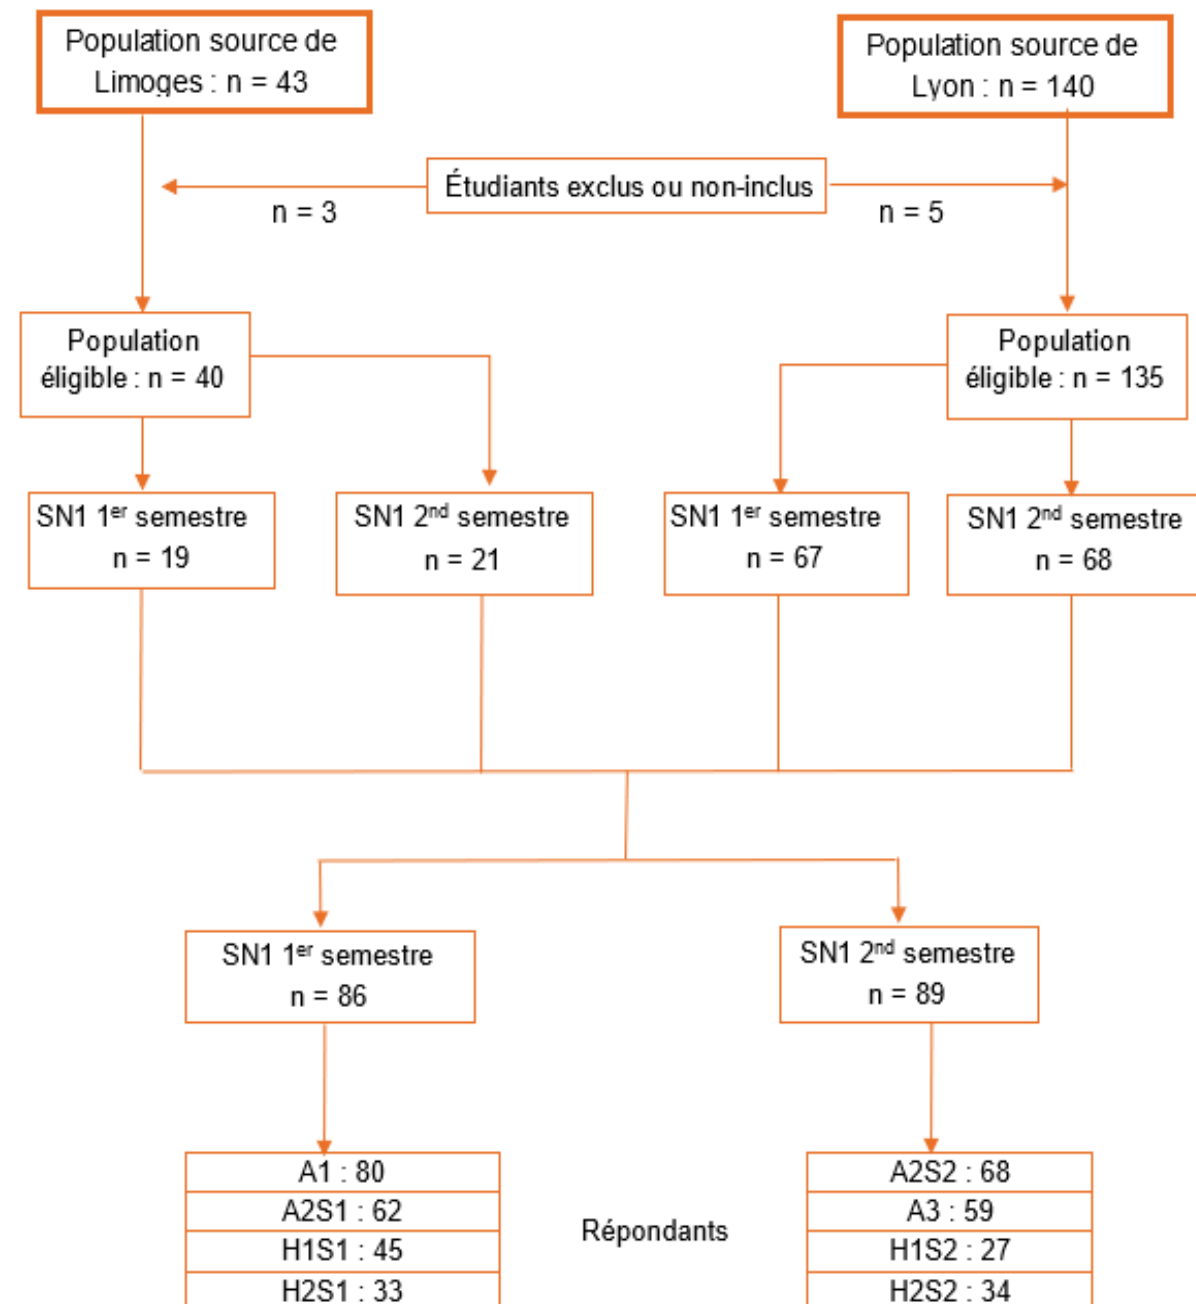 Population source de
Limoges : n = 43
Population source de
Lyon : n = 140
Étudiants exclus ou non-inclus
n = 3
n = 5
Population
éligible : n = 40
Population
éligible : n = 135
SN1 1er semestre
n = 19
SN1 2nd semestre
n = 21
SN1 1er semestre
n = 67
SN1 2nd semestre
n = 68
SN1 1er semestre
n = 86
SN1 2nd semestre
n = 89
A1 : 80
A2S1 : 62
H1S1 : 45
H2S1 : 33
Répondants
A2S2 : 68
A3 : 59
H1S2 : 27
H2S2 : 34